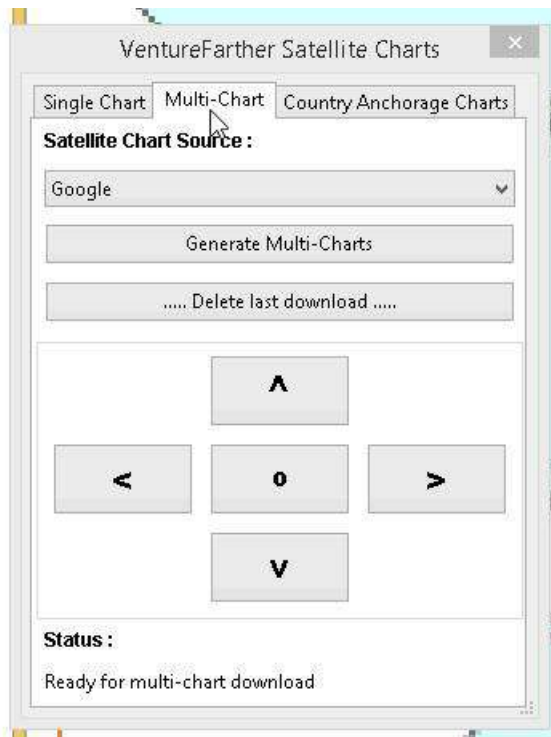 VentureFarther Satellite Charts
Single Chart Multi-Chart Country Anchorage Charts
Satellite Chart Source :
Google
Generate Multi-Charts
..... Delete last download .....
^
< o >
v
Status :
Ready for multi-chart download